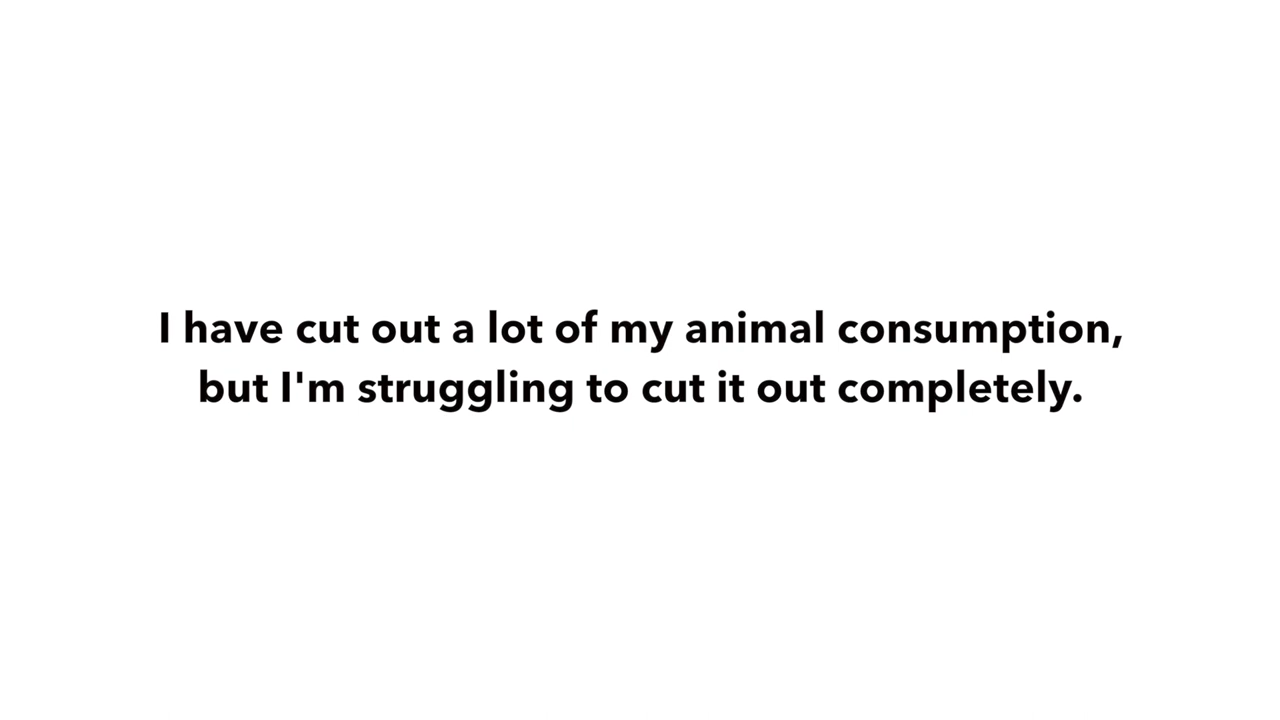 I have cut out a lot of my animal consumption,
but I'm struggling to cut it out completely.